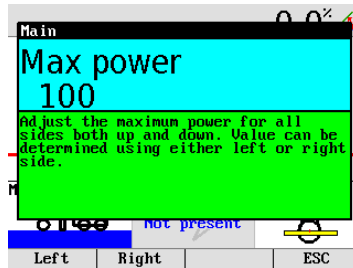 Main
Max power
100
Adjust the maximum power for all
sides both up and down. Value can be
determined using either left or right
side.
Not present
Left
Right
ESC